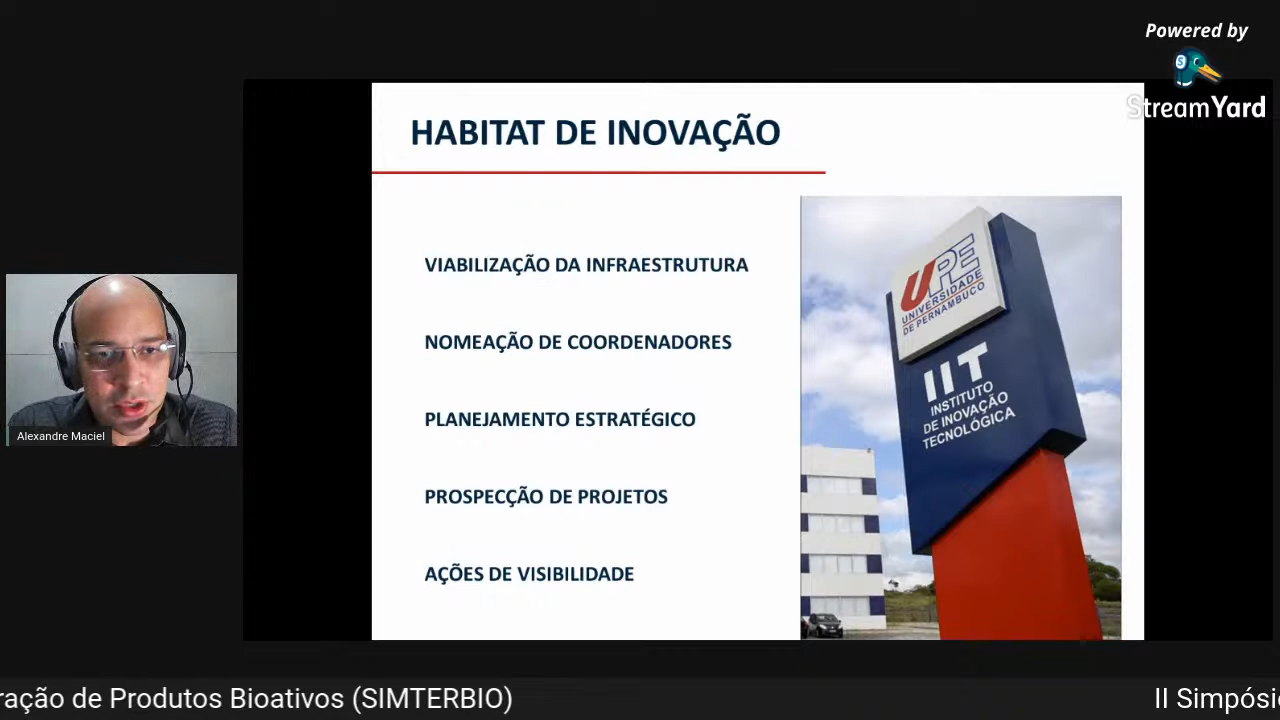 Powered by
StreamYard
HABITAT DE INOVAÇÃO
VIABILIZAÇÃO DA INFRAESTRUTURA
NOMEAÇÃO DE COORDENADORES
PLANEJAMENTO ESTRATÉGICO
PROSPECÇÃO DE PROJETOS
AÇÕES DE VISIBILIDADE
UPE
UNIVERSIDADE
DE PERNAMBUCO
IIT
INSTITUTO
DE INOVAÇÃO
TECNOLÓGICA
Alexandre Maciel
ração de Produtos Bioativos (SIMTERBIO) II Simpósi